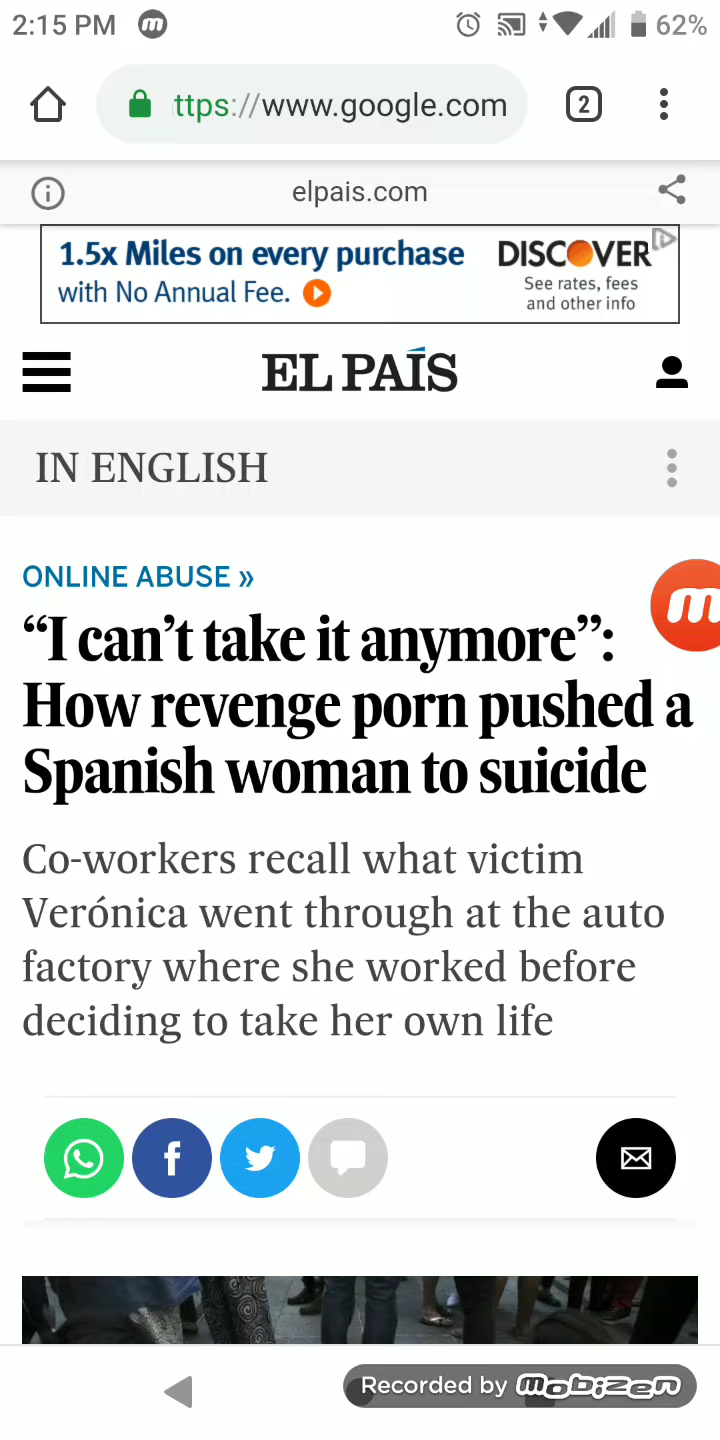 2:15 PM m 62%
ttps://www.google.com 2
elpais.com
1.5x Miles on every purchase
with No Annual Fee.
DISCOVER
See rates, fees
and other info
EL PAÍS
IN ENGLISH
ONLINE ABUSE »
“I can’t take it anymore”:
How revenge porn pushed a
Spanish woman to suicide
m
Co-workers recall what victim
Verónica went through at the auto
factory where she worked before
deciding to take her own life
f
Recorded by mobizen